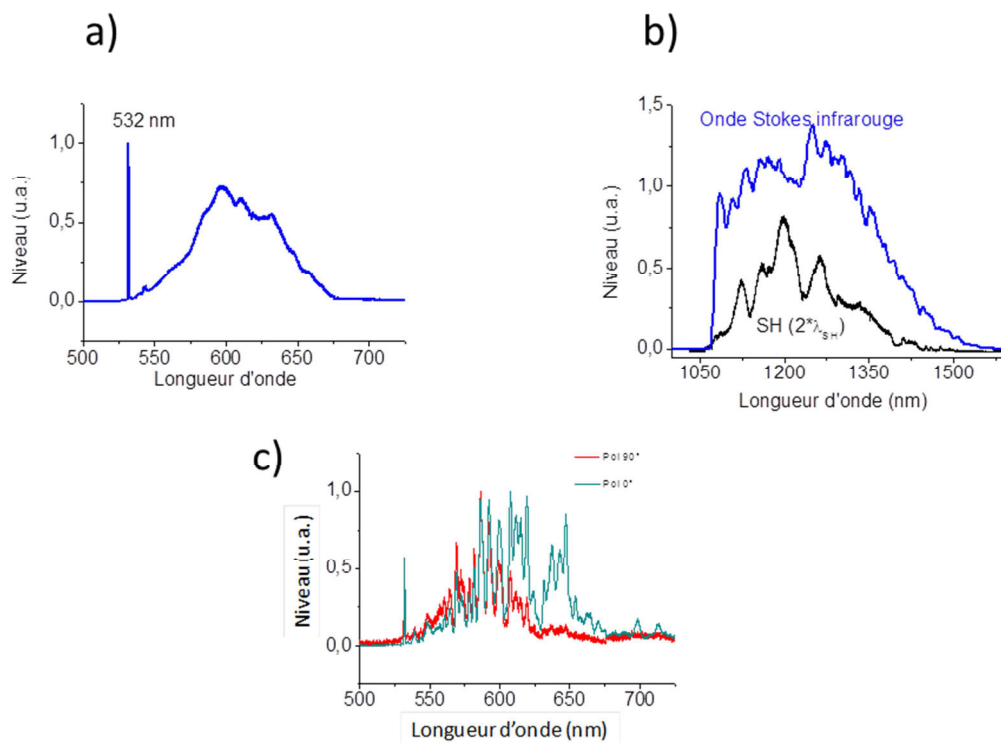 a)
532 nm
1,0
0,5
0,0
Niveau (u.a.)
500 550 600 650 700
Longueur d'onde
b)
1,5
1,0
0,5
0,0
Niveau (u.a.)
Onde Stokes infrarouge
SH (2*λSH)
1050 1200 1350 1500
Longueur d'onde (nm)
c)
Pol 90°
Pol 0°
1,0
0,5
0,0
Niveau (u.a.)
500 550 600 650 700
Longueur d'onde (nm)